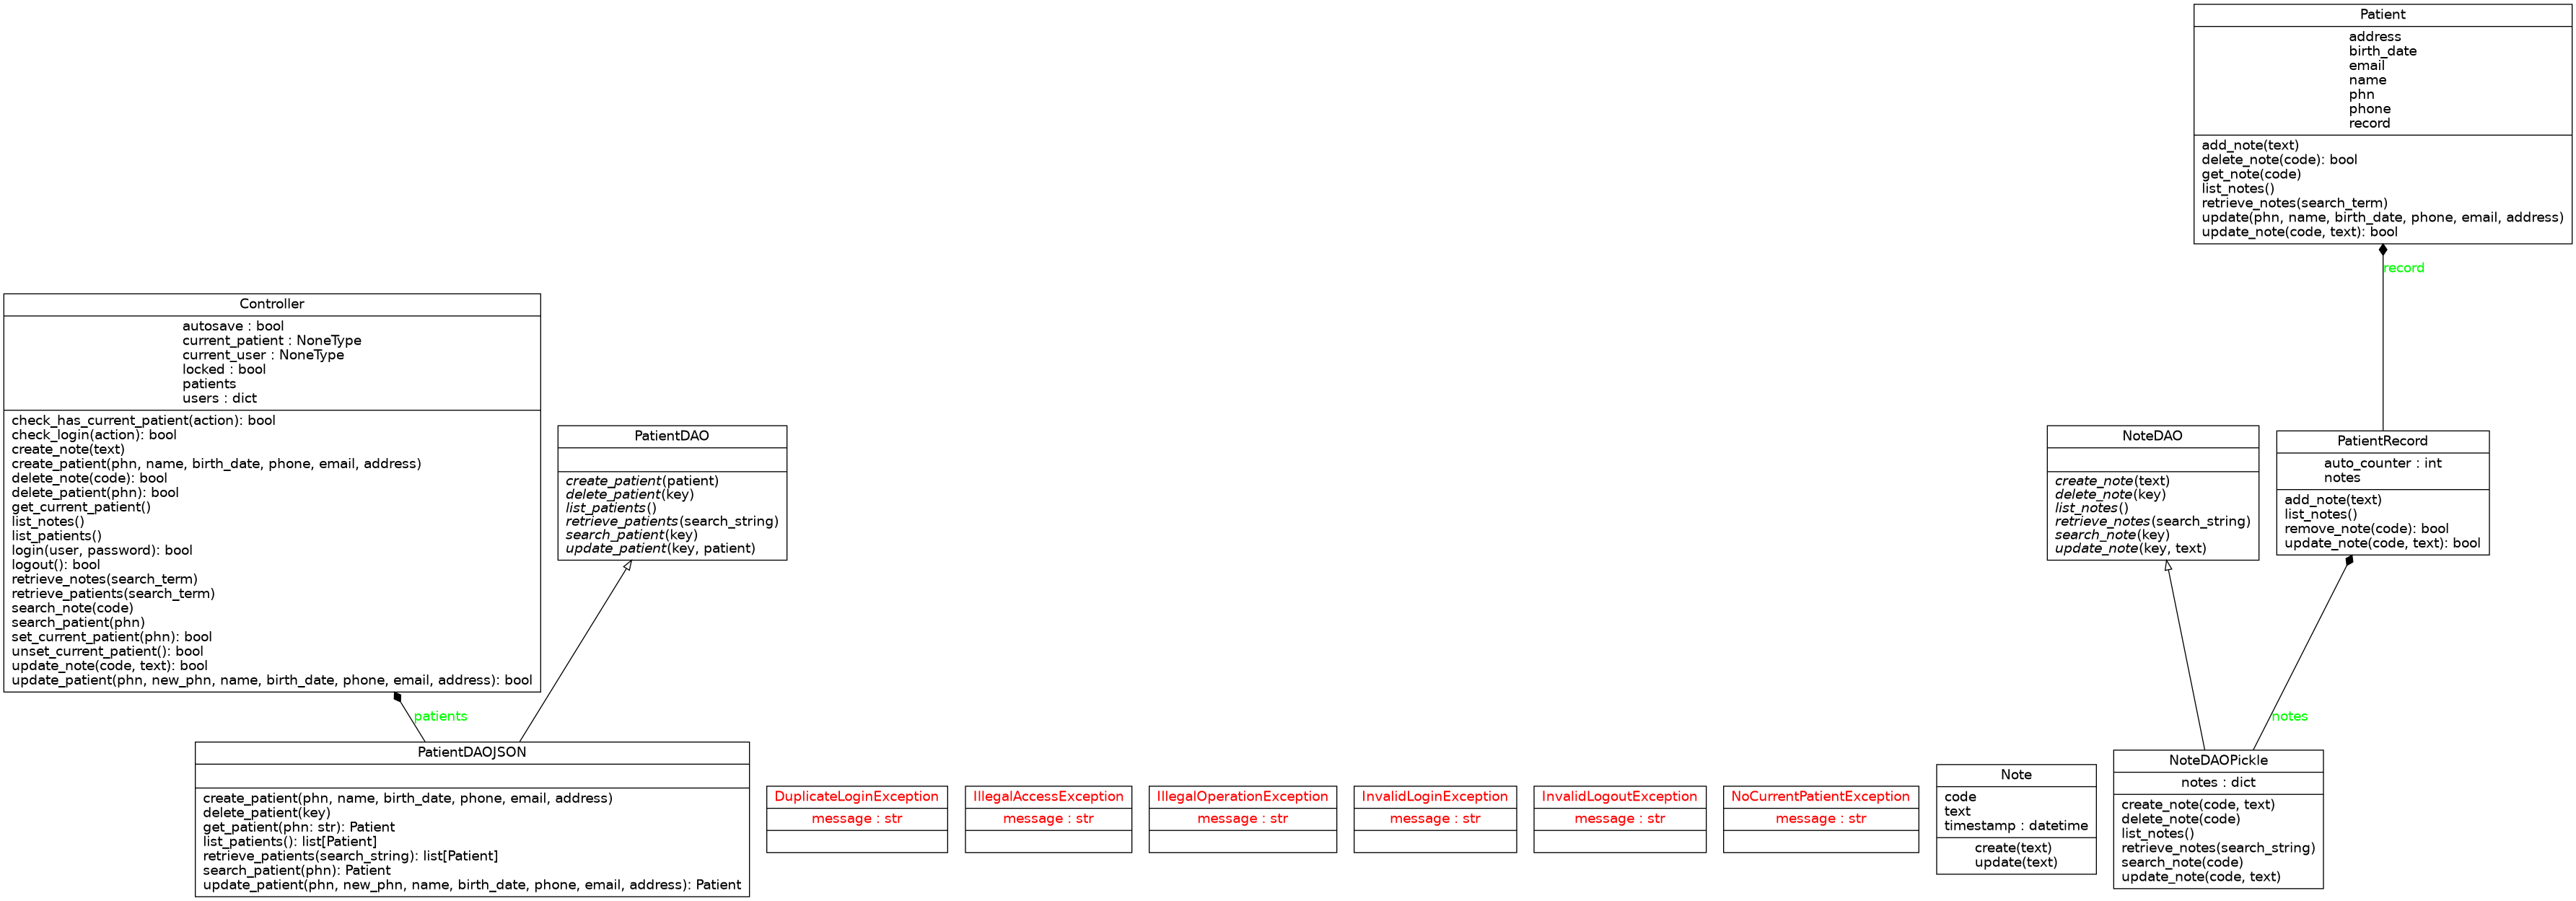 Patient
address
birth_date
email
name
phn
phone
record
add_note(text)
delete_note(code): bool
get_note(code)
list_notes()
retrieve_notes(search_term)
update(phn, name, birth_date, phone, email, address)
update_note(code, text): bool
record
Controller
autosave : bool
current_patient : NoneType
current_user : NoneType
locked : bool
patients
users : dict
check_has_current_patient(action): bool
check_login(action): bool
create_note(text)
create_patient(phn, name, birth_date, phone, email, address)
delete_note(code): bool
delete_patient(phn): bool
get_current_patient()
list_notes()
list_patients()
login(user, password): bool
logout(): bool
retrieve_notes(search_term)
retrieve_patients(search_term)
search_note(code)
search_patient(phn)
set_current_patient(phn): bool
unset_current_patient(): bool
update_note(code, text): bool
update_patient(phn, new_phn, name, birth_date, phone, email, address): bool
PatientDAO
create_patient(patient)
delete_patient(key)
list_patients()
retrieve_patients(search_string)
search_patient(key)
update_patient(key, patient)
NoteDAO
create_note(text)
delete_note(key)
list_notes()
retrieve_notes(search_string)
search_note(key)
update_note(key, text)
PatientRecord
auto_counter : int
notes
add_note(text)
list_notes()
remove_note(code): bool
update_note(code, text): bool
patients
notes
PatientDAOJSON
create_patient(phn, name, birth_date, phone, email, address)
delete_patient(key)
get_patient(phn: str): Patient
list_patients(): list[Patient]
retrieve_patients(search_string): list[Patient]
search_patient(phn): Patient
update_patient(phn, new_phn, name, birth_date, phone, email, address): Patient
DuplicateLoginException
message : str
IllegalAccessException
message : str
IllegalOperationException
message : str
InvalidLoginException
message : str
InvalidLogoutException
message : str
NoCurrentPatientException
message : str
Note
code
text
timestamp : datetime
create(text)
update(text)
NoteDAOPickle
notes : dict
create_note(code, text)
delete_note(code)
list_notes()
retrieve_notes(search_string)
search_note(code)
update_note(code, text)